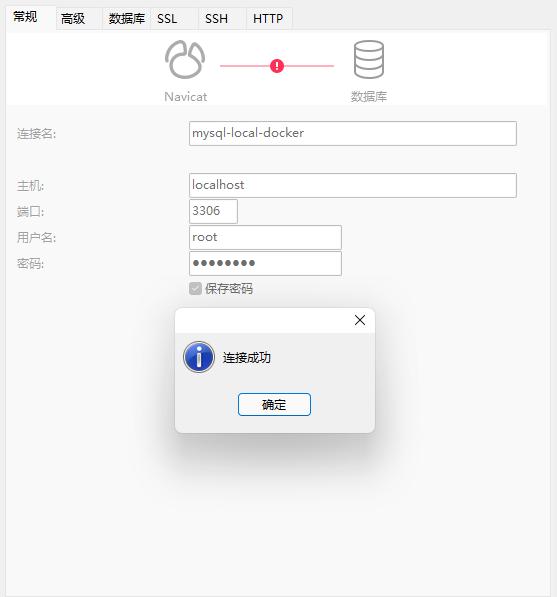 常规 高级 数据库 SSL SSH HTTP
Navicat 数据库
连接名: mysql-local-docker
主机: localhost
端口: 3306
用户名: root
密码: ●●●●●●●●
保存密码
连接成功
确定